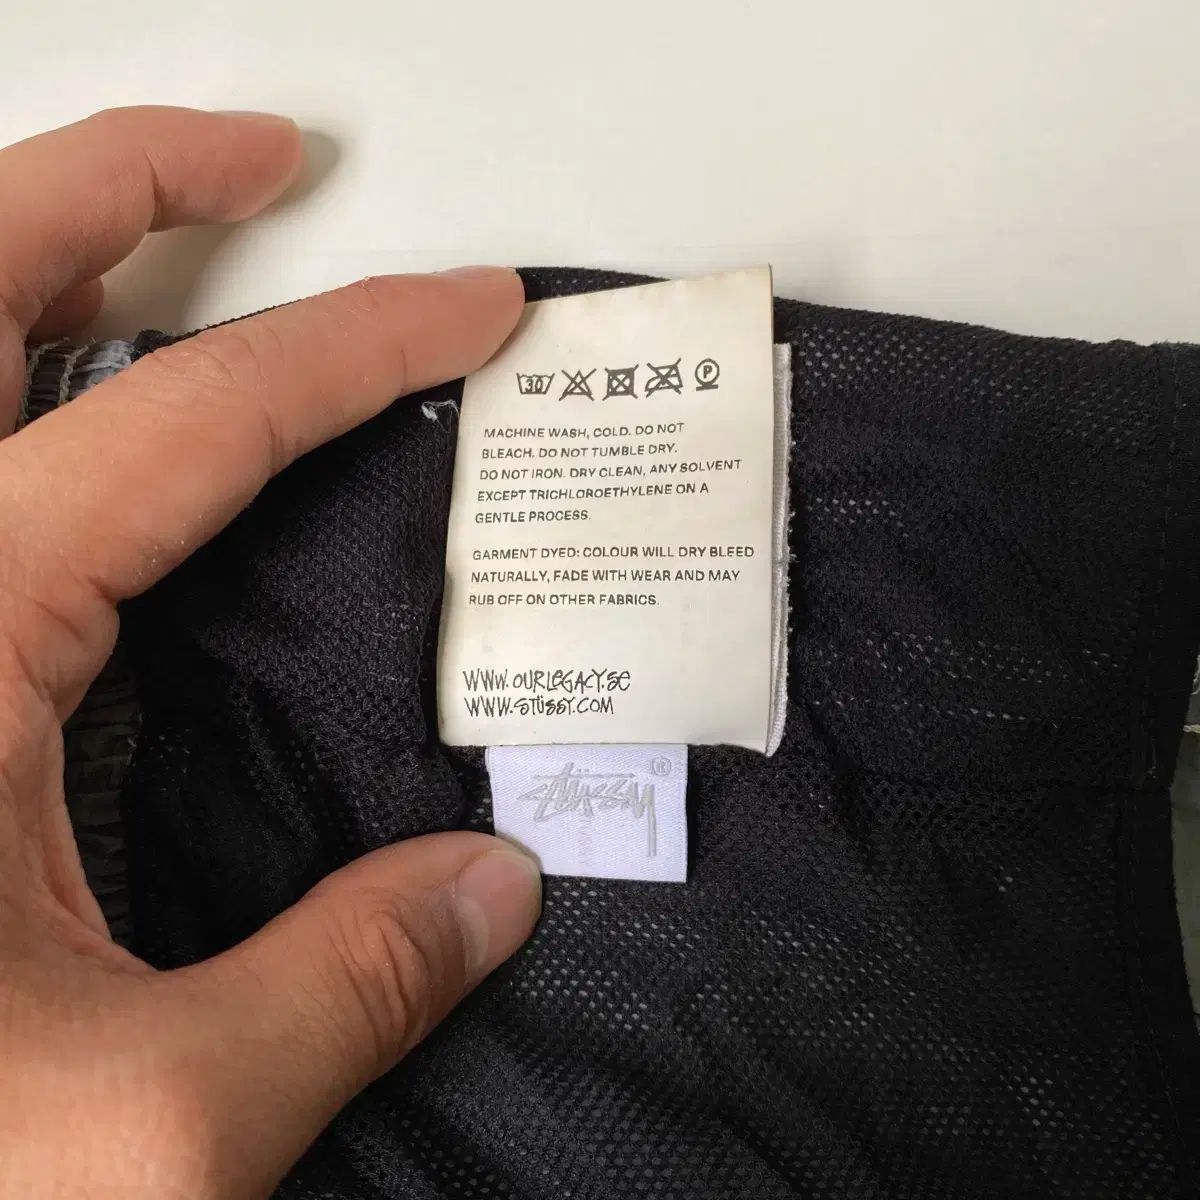 30 P
MACHINE WASH, COLD. DO NOT
BLEACH. DO NOT TUMBLE DRY.
DO NOT IRON. DRY CLEAN, ANY SOLVENT
EXCEPT TRICHLOROETHYLENE ON A
GENTLE PROCESS.
GARMENT DYED: COLOUR WILL DRY BLEED
NATURALLY, FADE WITH WEAR AND MAY
RUB OFF ON OTHER FABRICS.
WWW.OURLEGACY.SE
WWW.STÜSSY.COM
STÜSSY ®